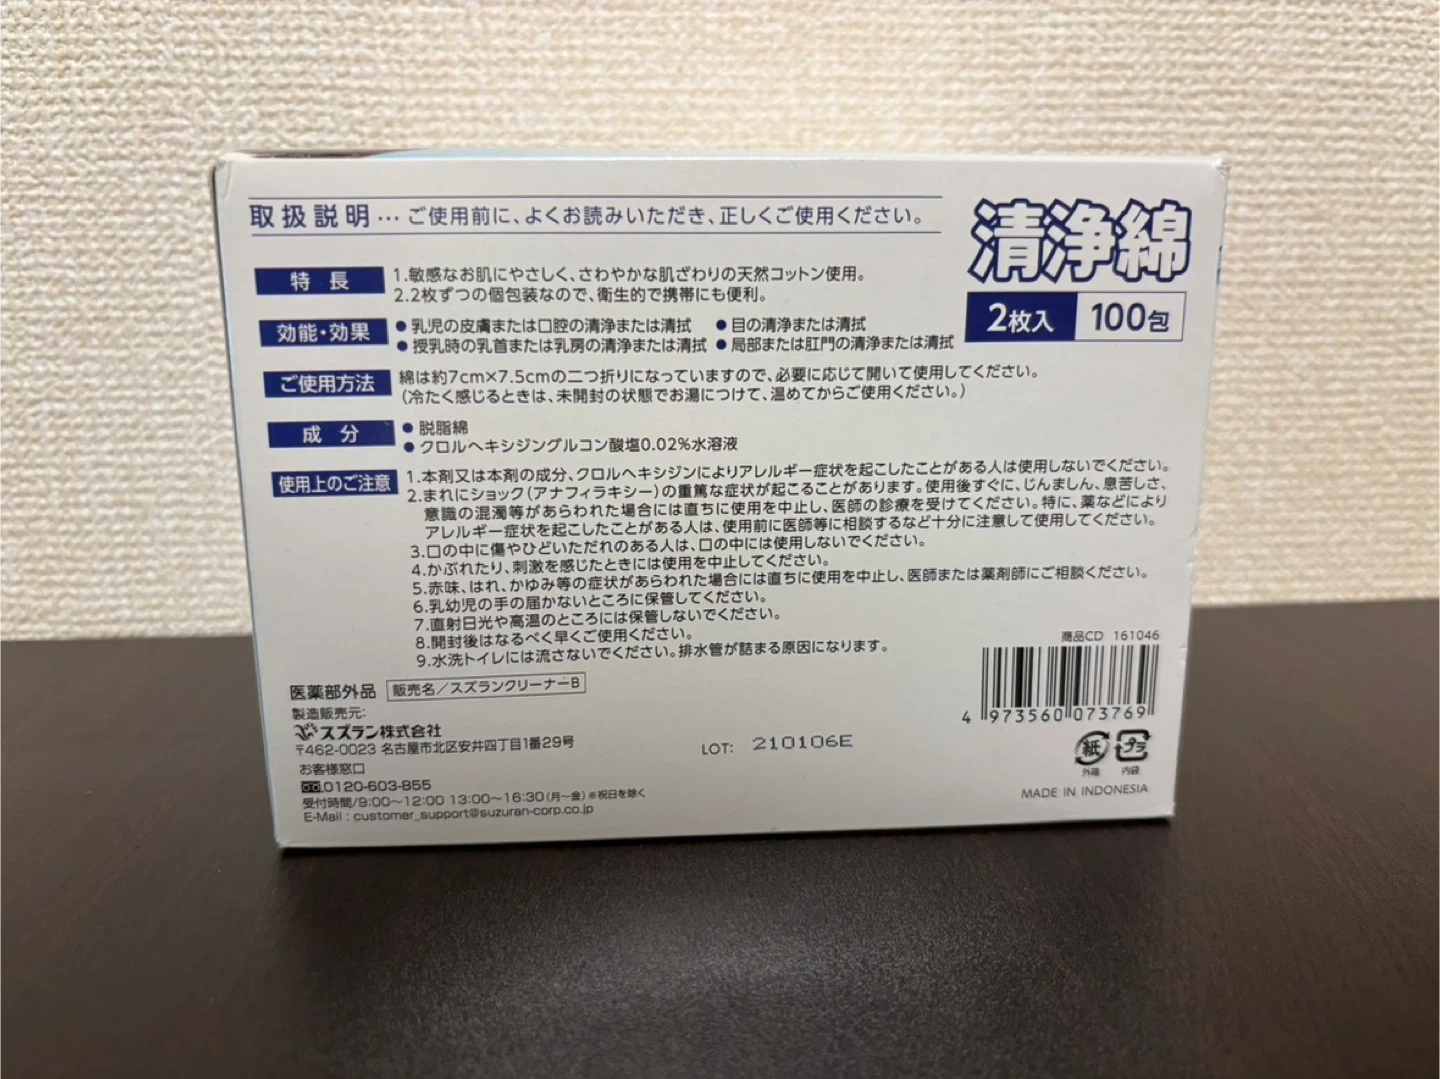 取扱説明…ご使用前に、よくお読みいただき、正しくご使用ください。
清浄綿
2枚入 100包
特長
1.敏感なお肌にやさしく、さわやかな肌ざわりの天然コットン使用。
2.2枚ずつの個包装なので、衛生的で携帯にも便利。
効能・効果
●乳児の皮膚または口腔の清浄または清拭 ●目の清浄または清拭
●授乳時の乳首または乳房の清浄または清拭 ●局部または肛門の清浄または清拭
ご使用方法
綿は約7cm×7.5cmの二つ折りになっていますので、必要に応じて開いて使用してください。
(冷たく感じるときは、未開封の状態でお湯につけて、温めてからご使用ください。)
成分
●脱脂綿
●クロルヘキシジングルコン酸塩0.02%水溶液
使用上のご注意
1.本剤又は本剤の成分、クロルヘキシジンによりアレルギー症状を起こしたことがある人は使用しないでください。
2.まれにショック(アナフィラキシー)の重篤な症状が起こることがあります。使用後すぐに、じんましん、息苦しさ、
意識の混濁等があらわれた場合には直ちに使用を中止し、医師の診療を受けてください。特に、薬などにより
アレルギー症状を起こしたことがある人は、使用前に医師等に相談するなど十分に注意して使用してください。
3.口の中に傷やひどいただれのある人は、口の中には使用しないでください。
4.かぶれたり、刺激を感じたときには使用を中止してください。
5.赤味、はれ、かゆみ等の症状があらわれた場合には直ちに使用を中止し、医師または薬剤師にご相談ください。
6.乳幼児の手の届かないところに保管してください。
7.直射日光や高温のところには保管しないでください。
8.開封後はなるべく早くご使用ください。
9.水洗トイレには流さないでください。排水管が詰まる原因になります。
医薬部外品 販売名/スズランクリーナーB
製造販売元:
スズラン株式会社
〒462-0023 名古屋市北区安井四丁目1番29号
お客様窓口
0120-603-855
受付時間/9:00〜12:00 13:00〜16:30(月〜金)※祝日を除く
E-Mail : customer_support@suzuran-corp.co.jp
LOT: 210106E
商品CD 161046
4 973560 073769
紙 プラ
外箱 内袋
MADE IN INDONESIA